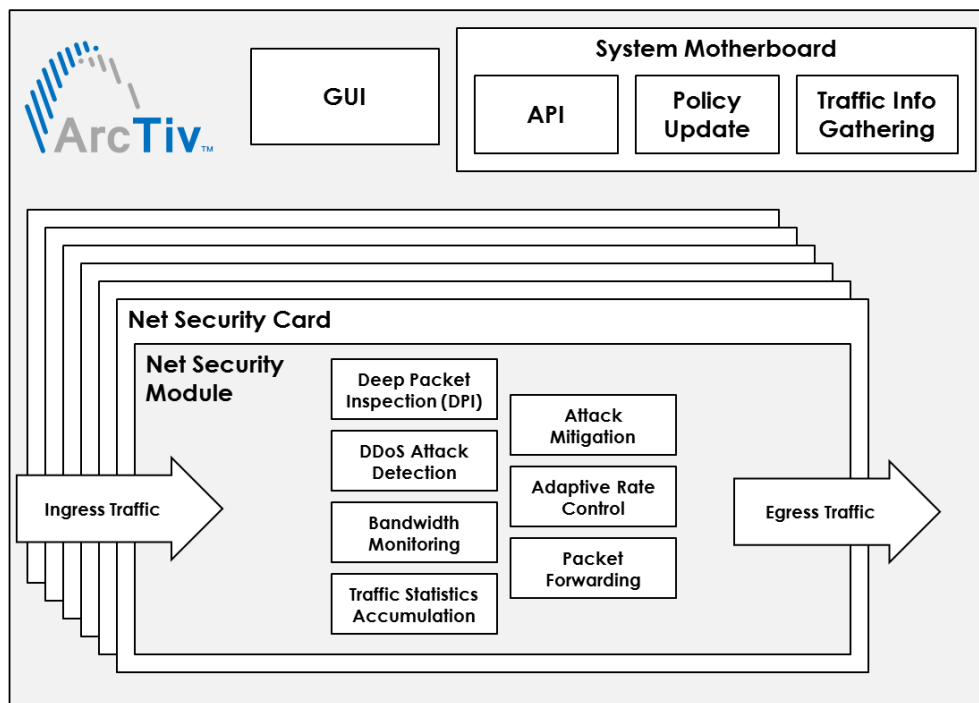 ArcTiv™
GUI
System Motherboard
API
Policy
Update
Traffic Info
Gathering
Net Security Card
Net Security
Module
Deep Packet
Inspection (DPI)
DDoS Attack
Detection
Bandwidth
Monitoring
Traffic Statistics
Accumulation
Attack
Mitigation
Adaptive Rate
Control
Packet
Forwarding
Ingress Traffic
Egress Traffic